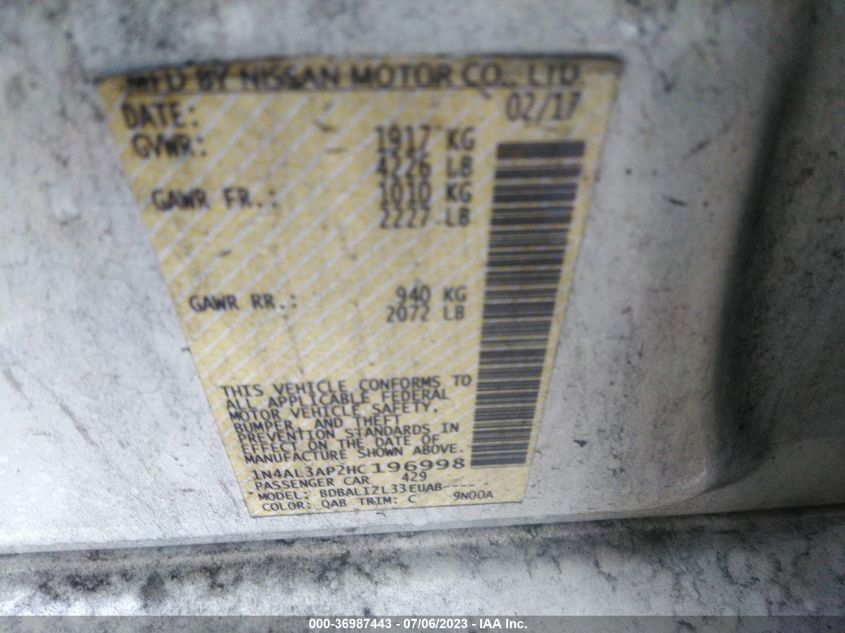 MFD BY NISSAN MOTOR CO., LTD.
DATE: 02/17
GVWR: 1917 KG
4226 LB
GAWR FR.: 1010 KG
2227 LB
GAWR RR.: 940 KG
2072 LB
THIS VEHICLE CONFORMS TO
ALL APPLICABLE FEDERAL
MOTOR VEHICLE SAFETY,
BUMPER, AND THEFT
PREVENTION STANDARDS IN
EFFECT ON THE DATE OF
MANUFACTURE SHOWN ABOVE.
1N4AL3AP2HC196998
PASSENGER CAR 429
MODEL: BDBALIZL33EUAB----
COLOR: QAB TRIM: C 9N00A
000-36987443 - 07/06/2023 - IAA Inc.